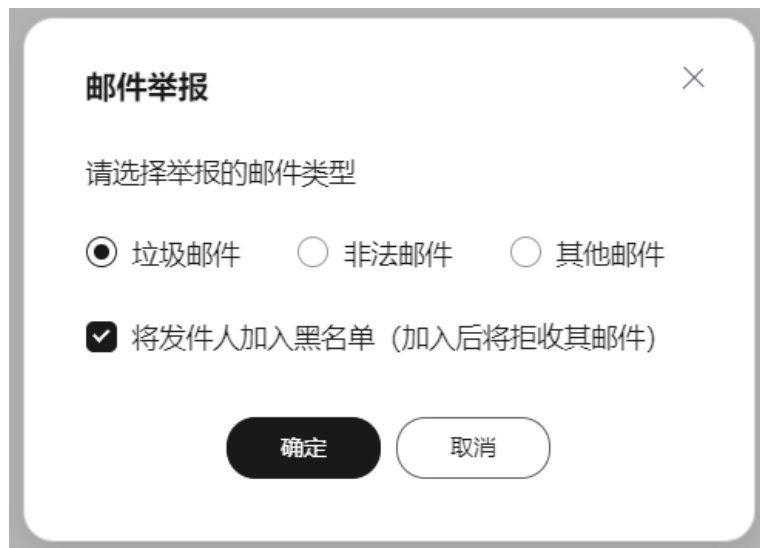 邮件举报
请选择举报的邮件类型
垃圾邮件 非法邮件 其他邮件
将发件人加入黑名单（加入后将拒收其邮件）
确定 取消